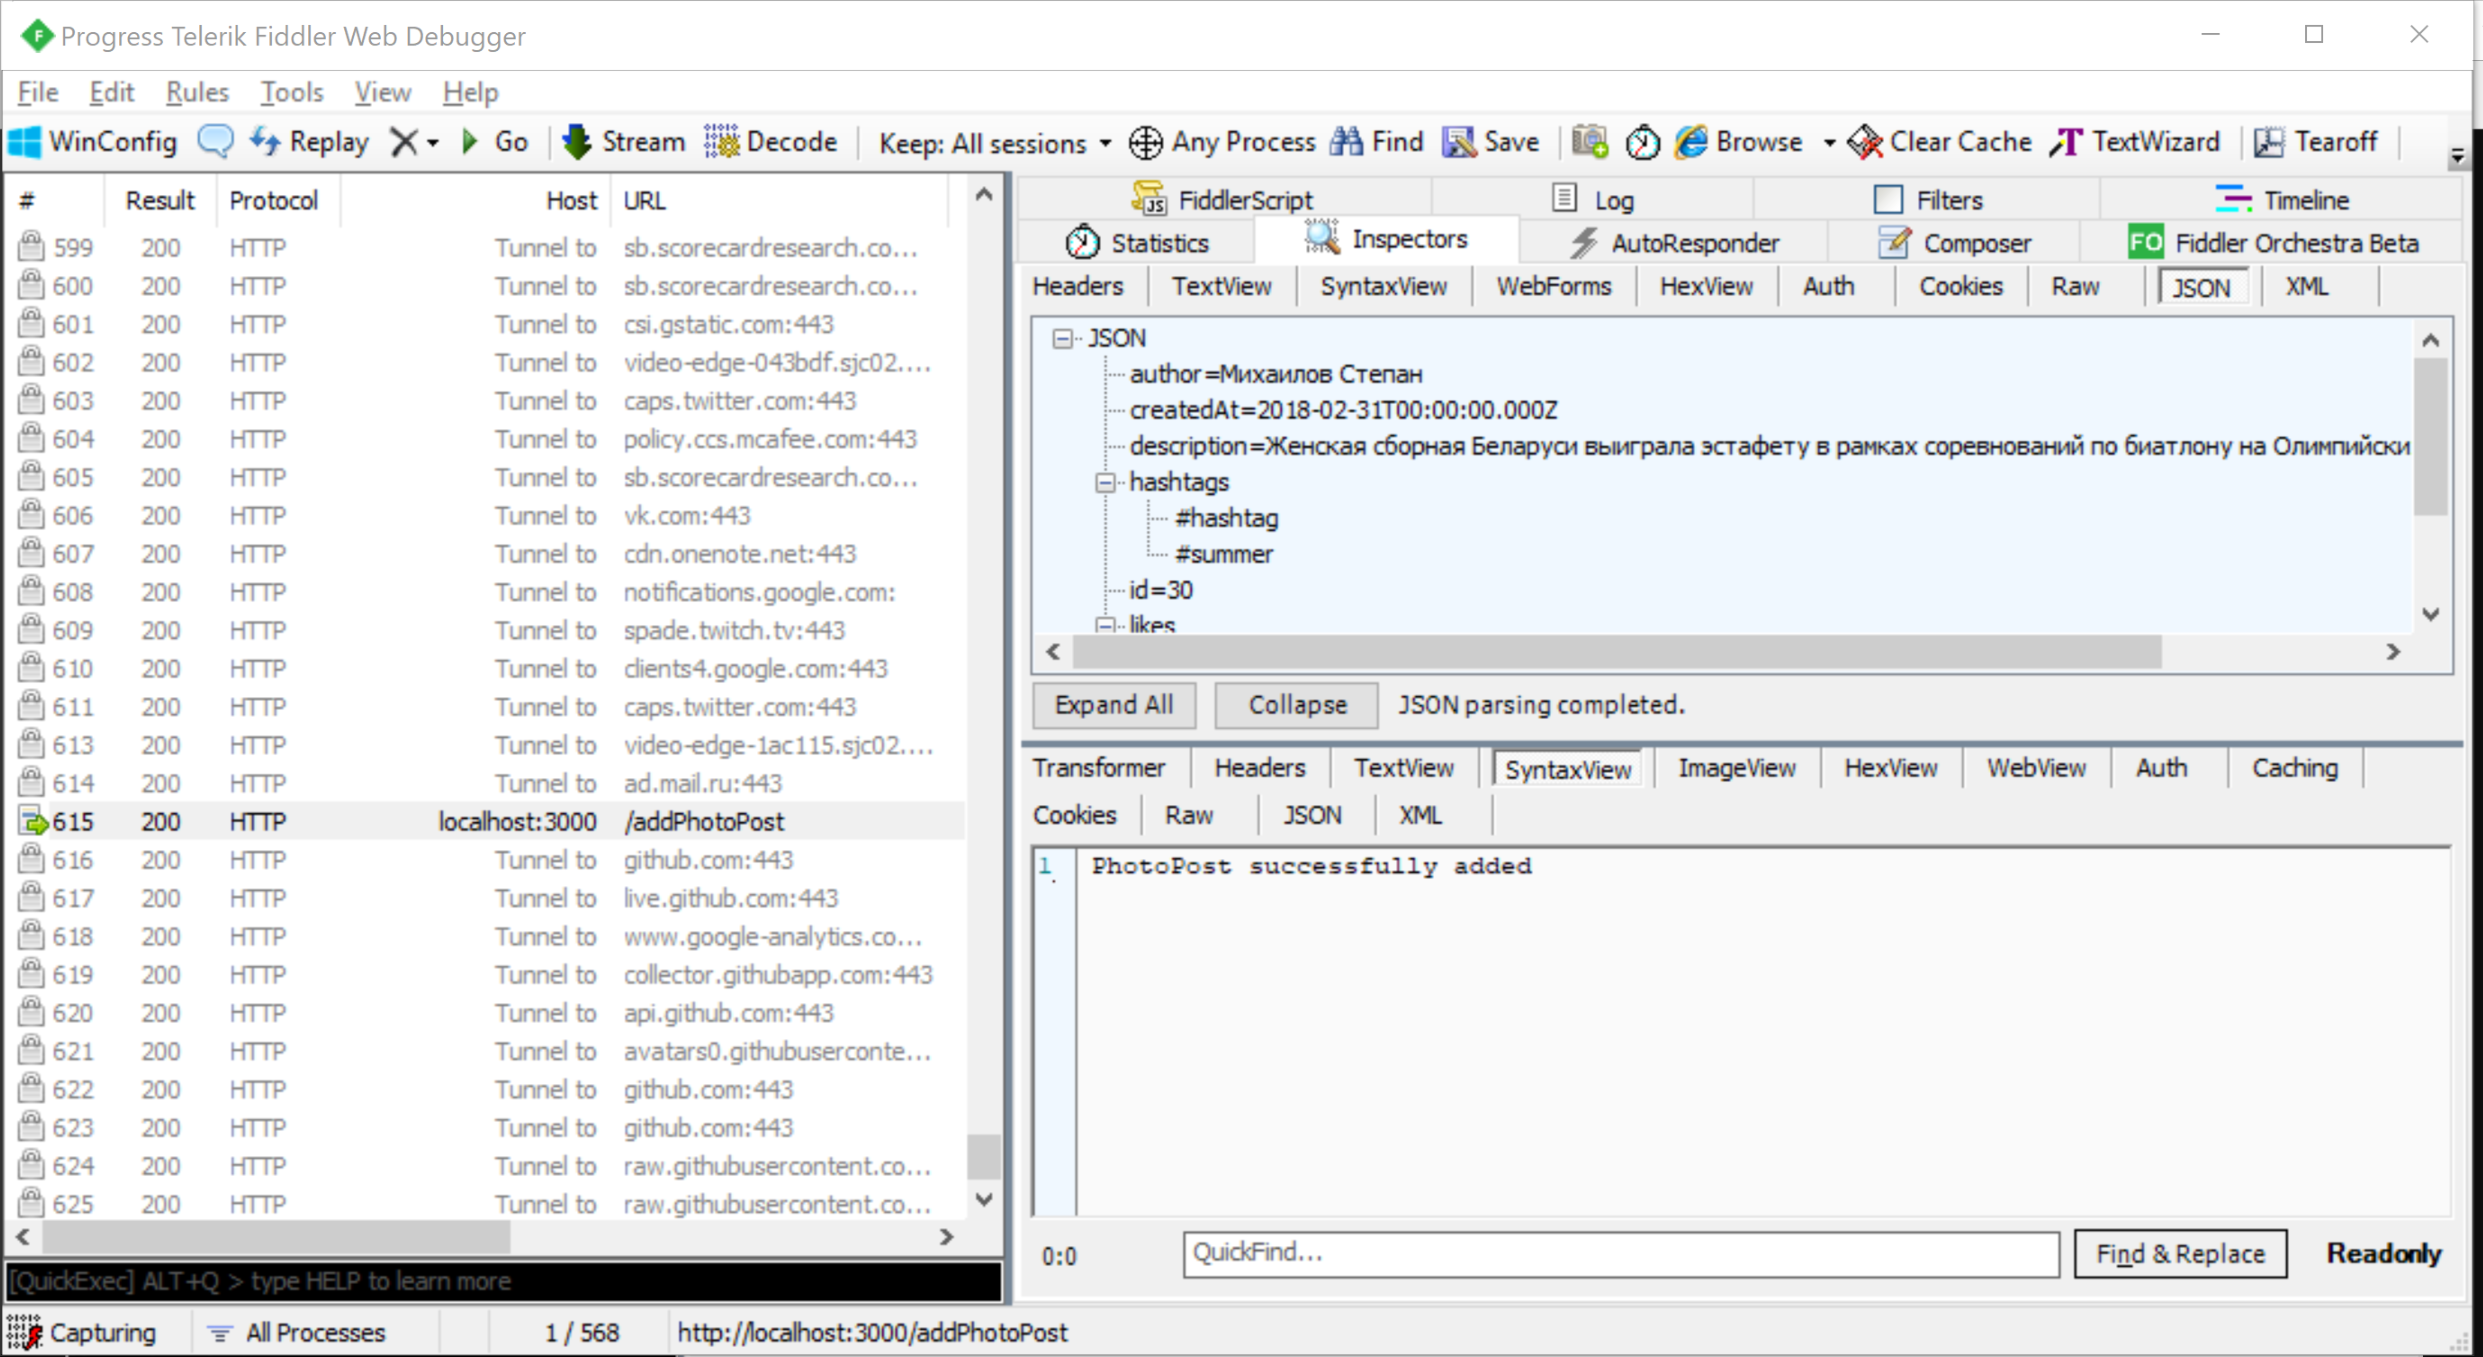 Progress Telerik Fiddler Web Debugger
File Edit Rules Tools View Help
WinConfig Replay Go Stream Decode Keep: All sessions Any Process Find Save Browse Clear Cache TextWizard Tearoff
# Result Protocol Host URL
599 200 HTTP Tunnel to sb.scorecardresearch.co...
600 200 HTTP Tunnel to sb.scorecardresearch.co...
601 200 HTTP Tunnel to csi.gstatic.com:443
602 200 HTTP Tunnel to video-edge-043bdf.sjc02....
603 200 HTTP Tunnel to caps.twitter.com:443
604 200 HTTP Tunnel to policy.ccs.mcafee.com:443
605 200 HTTP Tunnel to sb.scorecardresearch.co...
606 200 HTTP Tunnel to vk.com:443
607 200 HTTP Tunnel to cdn.onenote.net:443
608 200 HTTP Tunnel to notifications.google.com:
609 200 HTTP Tunnel to spade.twitch.tv:443
610 200 HTTP Tunnel to clients4.google.com:443
611 200 HTTP Tunnel to caps.twitter.com:443
613 200 HTTP Tunnel to video-edge-1ac115.sjc02....
614 200 HTTP Tunnel to ad.mail.ru:443
615 200 HTTP localhost:3000 /addPhotoPost
616 200 HTTP Tunnel to github.com:443
617 200 HTTP Tunnel to live.github.com:443
618 200 HTTP Tunnel to www.google-analytics.co...
619 200 HTTP Tunnel to collector.githubapp.com:443
620 200 HTTP Tunnel to api.github.com:443
621 200 HTTP Tunnel to avatars0.githubuserconte...
622 200 HTTP Tunnel to github.com:443
623 200 HTTP Tunnel to github.com:443
624 200 HTTP Tunnel to raw.githubusercontent.co...
625 200 HTTP Tunnel to raw.githubusercontent.co...
[QuickExec] ALT+Q > type HELP to learn more
FiddlerScript Log Filters Timeline
Statistics Inspectors AutoResponder Composer FO Fiddler Orchestra Beta
Headers TextView SyntaxView WebForms HexView Auth Cookies Raw JSON XML
JSON
author=Михаилов Степан
createdAt=2018-02-31T00:00:00.000Z
description=Женская сборная Беларуси выиграла эстафету в рамках соревнований по биатлону на Олимпийски
hashtags
#hashtag
#summer
id=30
likes
Expand All Collapse JSON parsing completed.
Transformer Headers TextView SyntaxView ImageView HexView WebView Auth Caching
Cookies Raw JSON XML
1 PhotoPost successfully added
0:0 QuickFind... Find & Replace Readonly
Capturing All Processes 1 / 568 http://localhost:3000/addPhotoPost